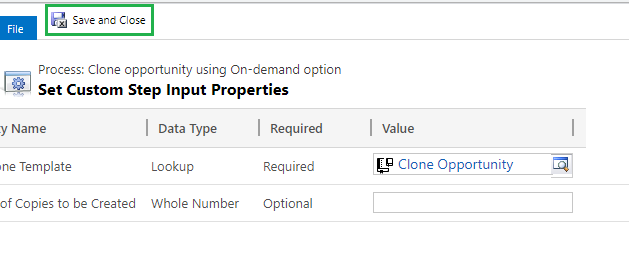 File
Save and Close
Process: Clone opportunity using On-demand option
Set Custom Step Input Properties
Name Data Type Required Value
Template Lookup Required Clone Opportunity
of Copies to be Created Whole Number Optional